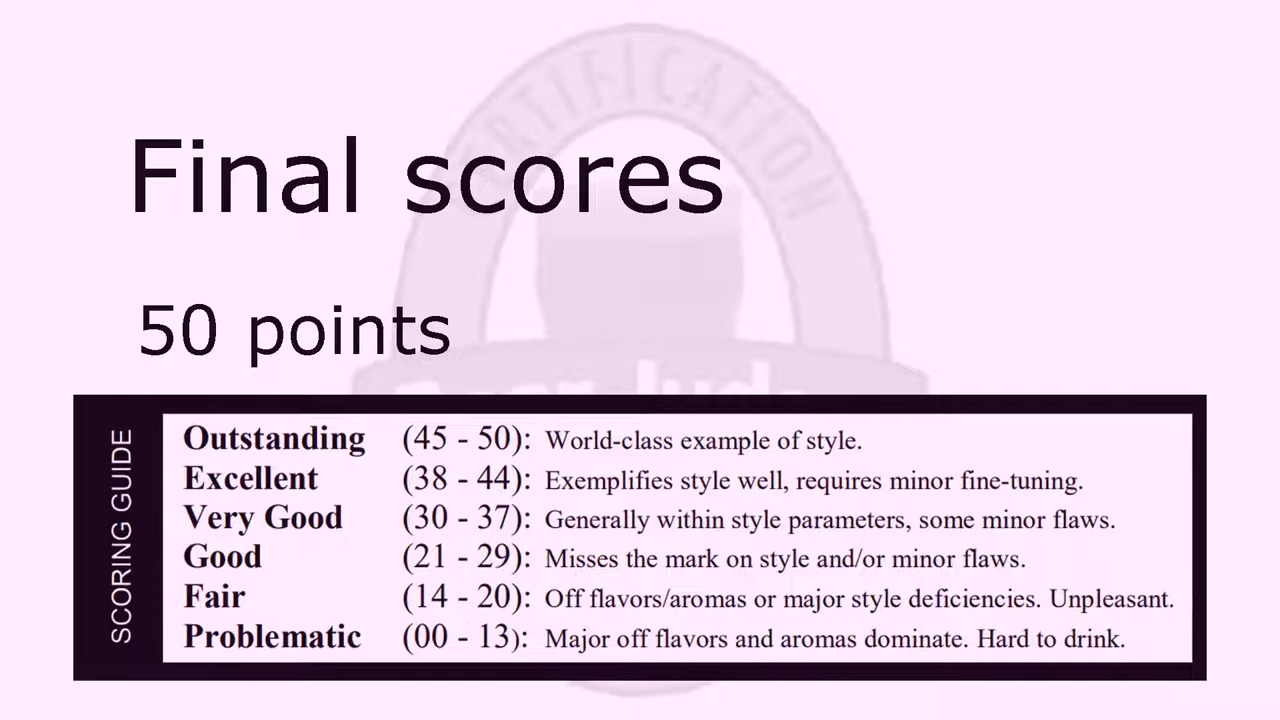 CERTIFICATION
Final scores
50 points
SCORING GUIDE
Outstanding (45 - 50): World-class example of style.
Excellent (38 - 44): Exemplifies style well, requires minor fine-tuning.
Very Good (30 - 37): Generally within style parameters, some minor flaws.
Good (21 - 29): Misses the mark on style and/or minor flaws.
Fair (14 - 20): Off flavors/aromas or major style deficiencies. Unpleasant.
Problematic (00 - 13): Major off flavors and aromas dominate. Hard to drink.